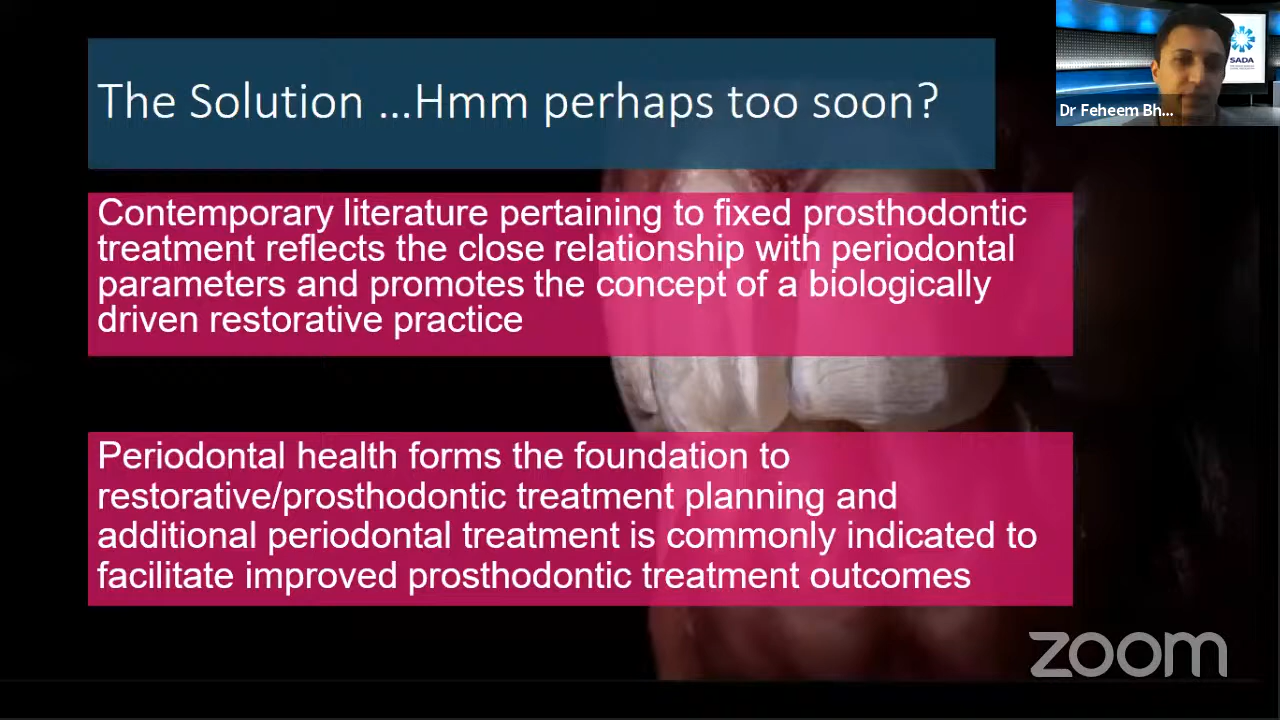 The Solution ...Hmm perhaps too soon?
Contemporary literature pertaining to fixed prosthodontic
treatment reflects the close relationship with periodontal
parameters and promotes the concept of a biologically
driven restorative practice
Periodontal health forms the foundation to
restorative/prosthodontic treatment planning and
additional periodontal treatment is commonly indicated to
facilitate improved prosthodontic treatment outcomes
SADA
Dr Feheem Bh...
zoom